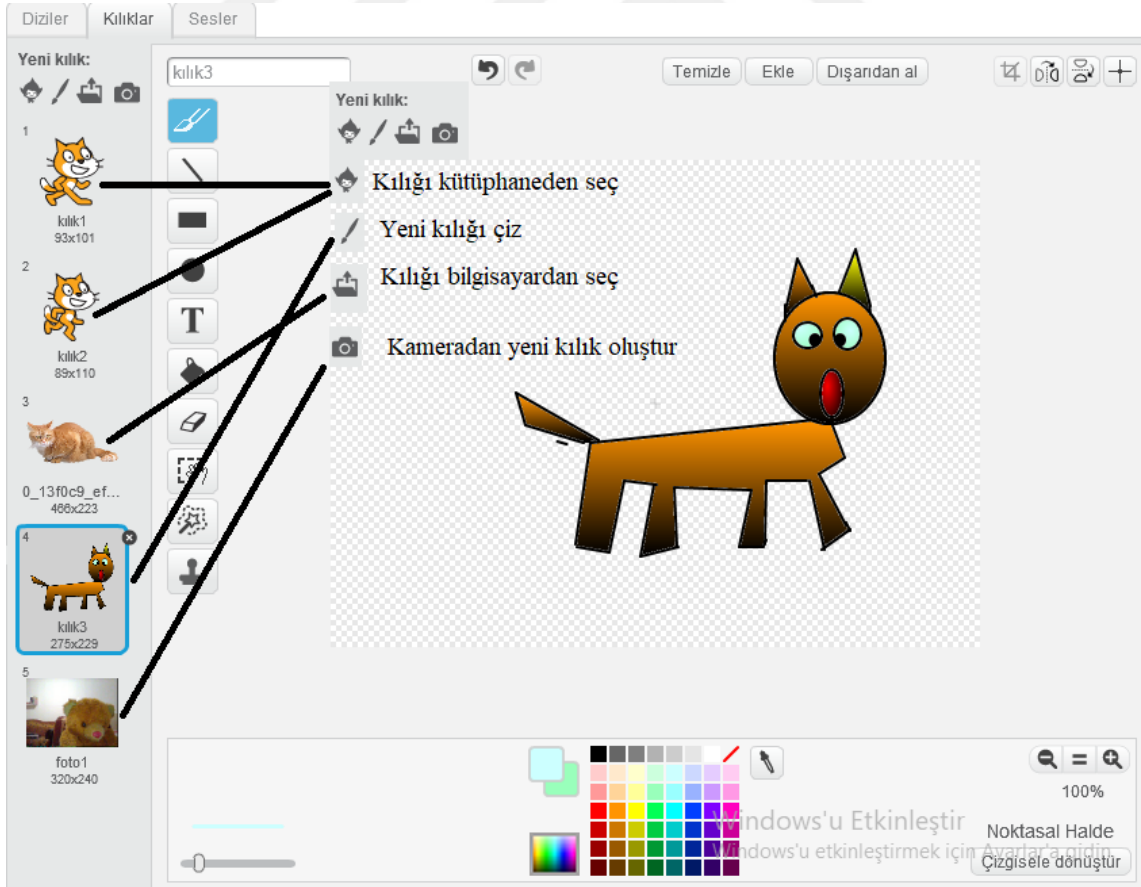 Diziler
Kılıklar
Sesler
Yeni kılık:
1
kılık1
93x101
2
kılık2
89x110
3
0_13f0c9_ef...
466x223
4
kılık3
275x229
5
foto1
320x240
kılık3
Temizle
Ekle
Dışarıdan al
T
Yeni kılık:
Kılığı kütüphaneden seç
Yeni kılığı çiz
Kılığı bilgisayardan seç
Kameradan yeni kılık oluştur
100%
Windows'u Etkinleştir
Windows'u etkinleştirmek için Ayarlar'a gidin.
Noktasal Halde
Çizgisele dönüştür